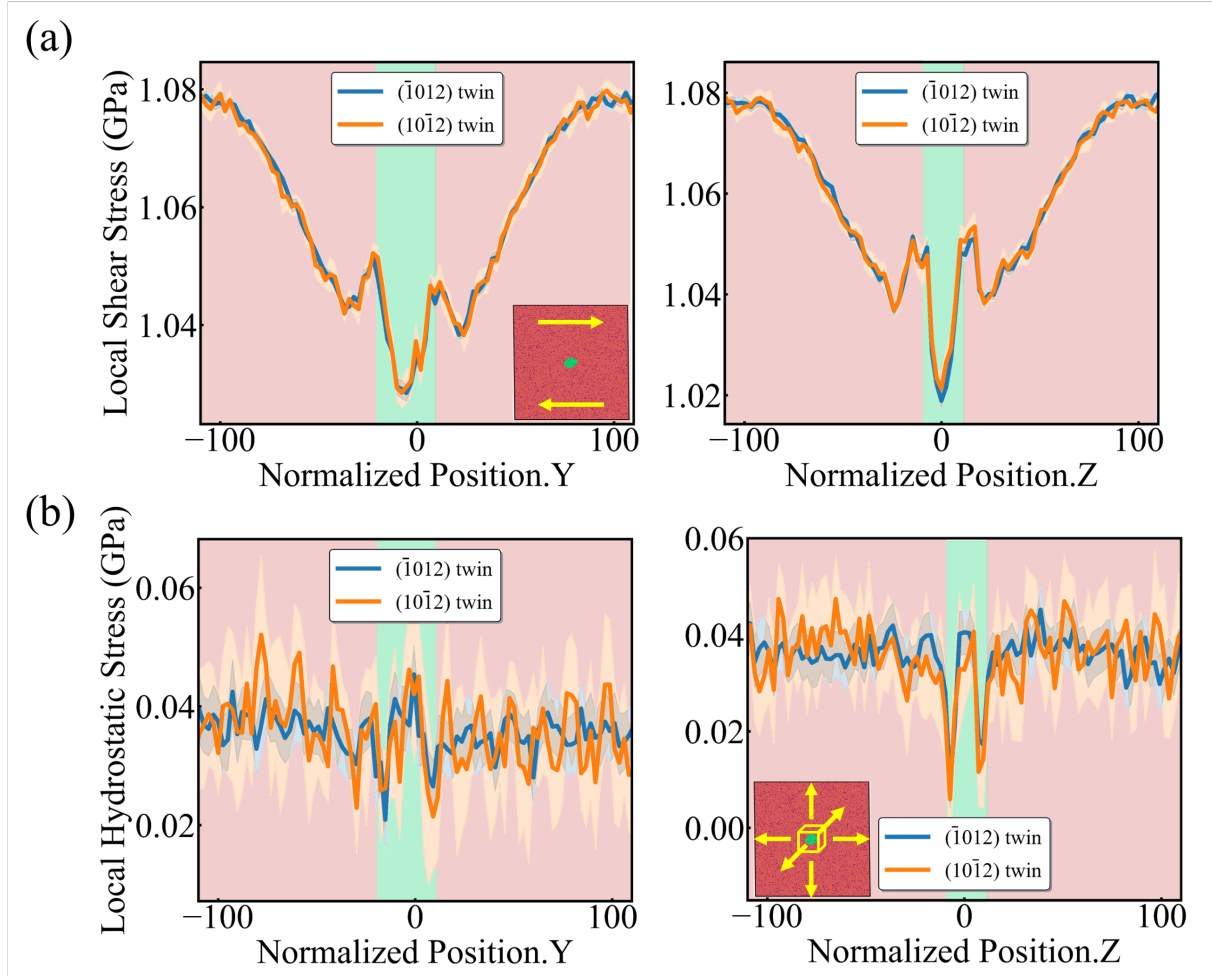 (a)
Local Shear Stress (GPa)
1.08
1.06
1.04
(1̄012) twin
(101̄2) twin
−100
0
100
Normalized Position.Y
1.08
1.06
1.04
1.02
(1̄012) twin
(101̄2) twin
−100
0
100
Normalized Position.Z
(b)
Local Hydrostatic Stress (GPa)
0.06
0.04
0.02
(1̄012) twin
(101̄2) twin
−100
0
100
Normalized Position.Y
0.06
0.04
0.02
0.00
(1̄012) twin
(101̄2) twin
−100
0
100
Normalized Position.Z